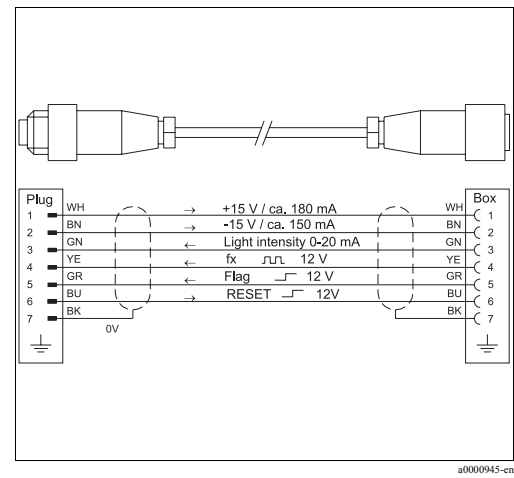 Plug Box
1 WH → +15 V / ca. 180 mA WH 1
2 BN → -15 V / ca. 150 mA BN 2
3 GN ← Light intensity 0-20 mA GN 3
4 YE ← fx 12 V YE 4
5 GR ← Flag 12 V GR 5
6 BU → RESET 12V BU 6
7 BK BK 7
0V
a0000945-en